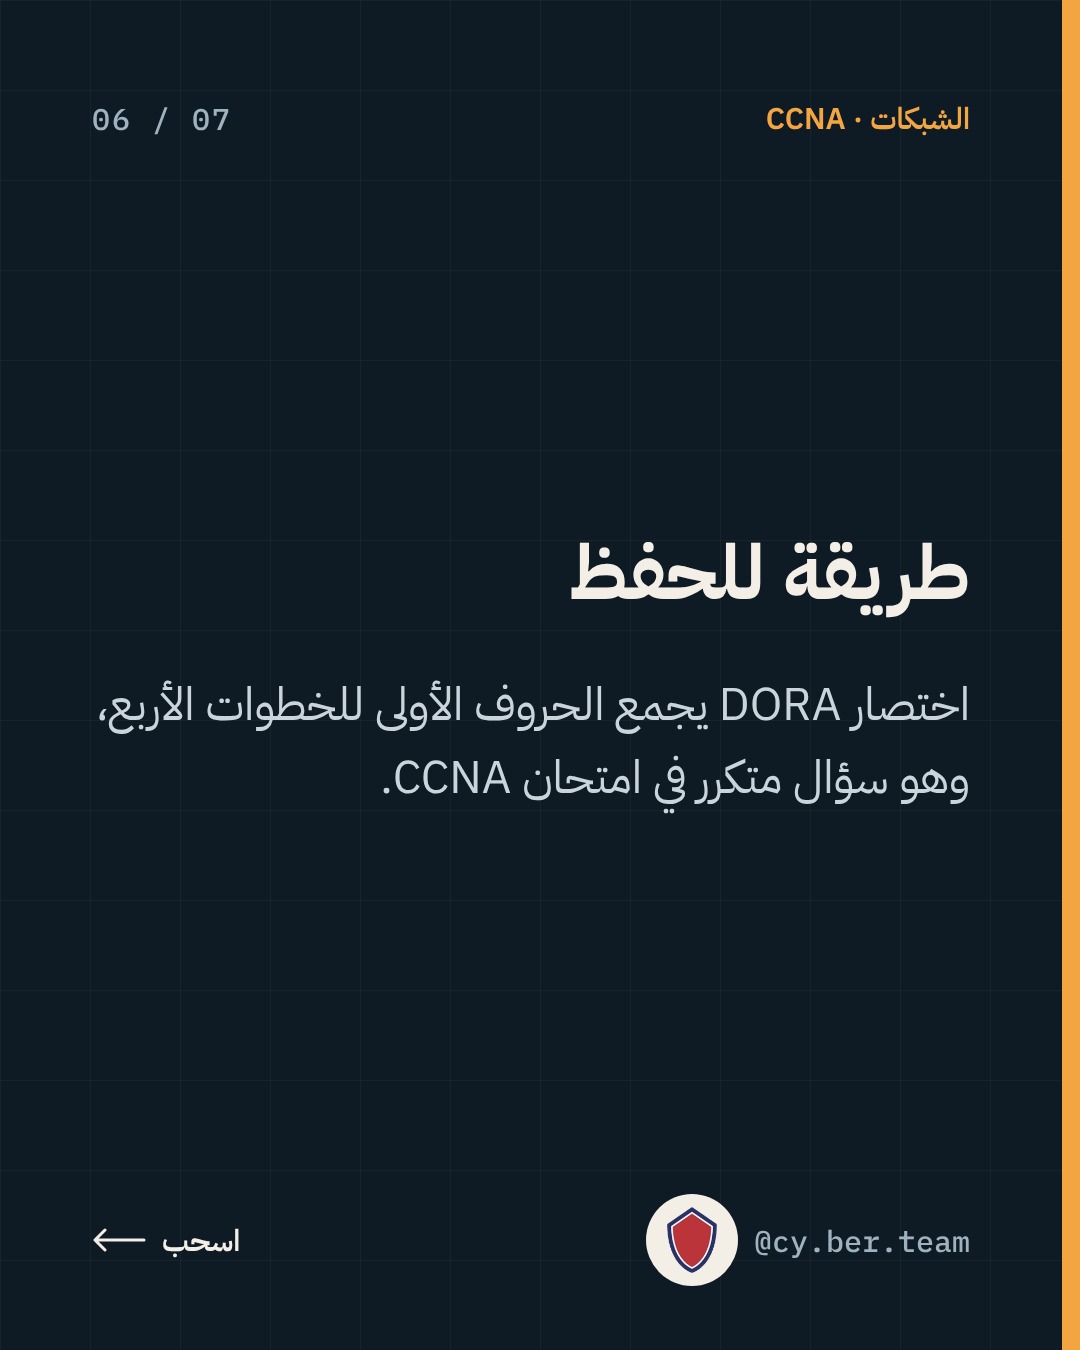 الشبكات · CCNA
06 / 07
طريقة للحفظ
اختصار DORA يجمع الحروف الأولى للخطوات الأربع،
وهو سؤال متكرر في امتحان CCNA.
@cy.ber.team
اسحب